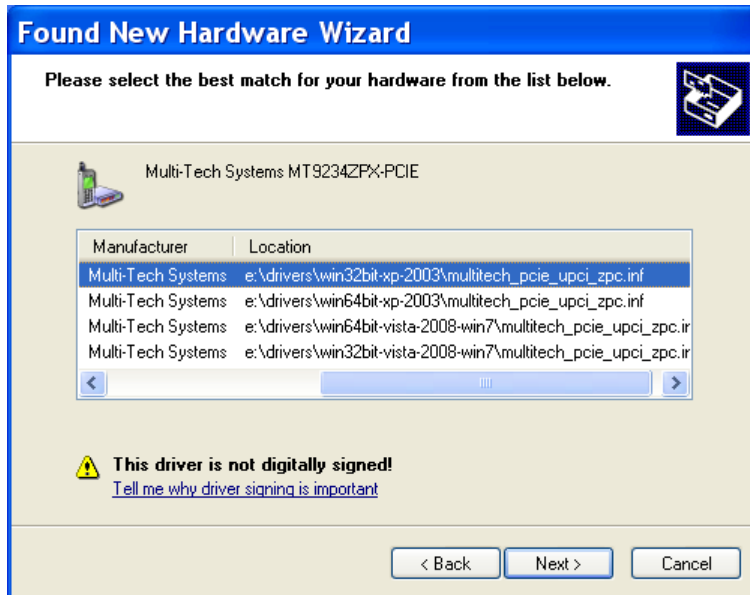 Found New Hardware Wizard
Please select the best match for your hardware from the list below.
Multi-Tech Systems MT9234ZPX-PCIE
Manufacturer Location
Multi-Tech Systems e:\drivers\win32bit-xp-2003\multitech_pcie_upci_zpc.inf
Multi-Tech Systems e:\drivers\win64bit-xp-2003\multitech_pcie_upci_zpc.inf
Multi-Tech Systems e:\drivers\win64bit-vista-2008-win7\multitech_pcie_upci_zpc.ir
Multi-Tech Systems e:\drivers\win32bit-vista-2008-win7\multitech_pcie_upci_zpc.ir
This driver is not digitally signed!
Tell me why driver signing is important
< Back Next > Cancel